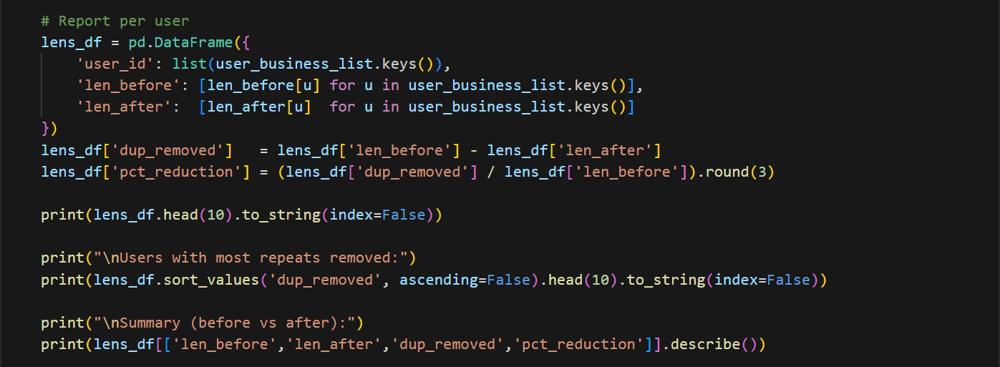 # Report per user
lens_df = pd.DataFrame({
    'user_id': list(user_business_list.keys()),
    'len_before': [len_before[u] for u in user_business_list.keys()],
    'len_after':  [len_after[u]  for u in user_business_list.keys()]
})
lens_df['dup_removed']   = lens_df['len_before'] - lens_df['len_after']
lens_df['pct_reduction'] = (lens_df['dup_removed'] / lens_df['len_before']).round(3)

print(lens_df.head(10).to_string(index=False))

print("\nUsers with most repeats removed:")
print(lens_df.sort_values('dup_removed', ascending=False).head(10).to_string(index=False))

print("\nSummary (before vs after):")
print(lens_df[['len_before','len_after','dup_removed','pct_reduction']].describe())